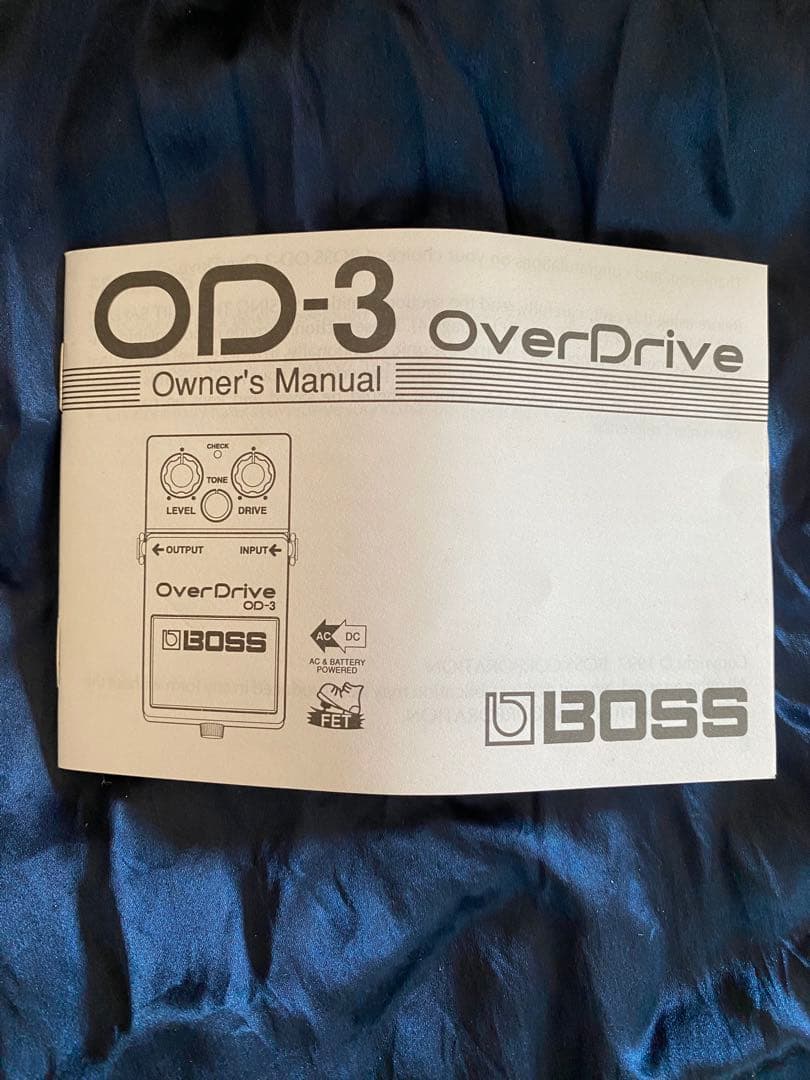 OD-3 OverDrive
Owner's Manual
CHECK
TONE
LEVEL DRIVE
←OUTPUT INPUT←
OverDrive
OD-3
BOSS
AC DC
AC & BATTERY
POWERED
FET
BOSS